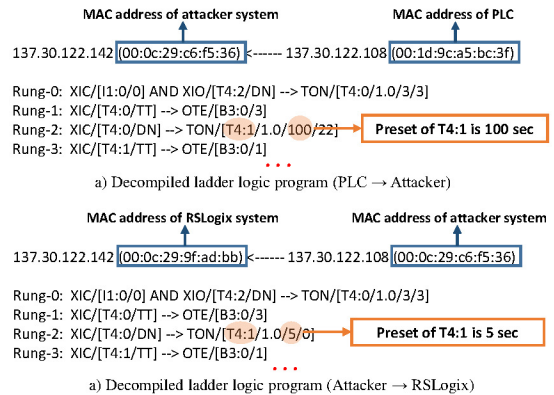 MAC address of attacker system MAC address of PLC
137.30.122.142 (00:0c:29:c6:f5:36) <------ 137.30.122.108 (00:1d:9c:a5:bc:3f)
Rung-0: XIC/[I1:0/0] AND XIO/[T4:2/DN] --> TON/[T4:0/1.0/3/3]
Rung-1: XIC/[T4:0/TT] --> OTE/[B3:0/3]
Rung-2: XIC/[T4:0/DN] --> TON/[T4:1/1.0/100/22] Preset of T4:1 is 100 sec
Rung-3: XIC/[T4:1/TT] --> OTE/[B3:0/1]
...
a) Decompiled ladder logic program (PLC → Attacker)
MAC address of RSLogix system MAC address of attacker system
137.30.122.142 (00:0c:29:9f:ad:bb) <------ 137.30.122.108 (00:0c:29:c6:f5:36)
Rung-0: XIC/[I1:0/0] AND XIO/[T4:2/DN] --> TON/[T4:0/1.0/3/3]
Rung-1: XIC/[T4:0/TT] --> OTE/[B3:0/3]
Rung-2: XIC/[T4:0/DN] --> TON/[T4:1/1.0/5/0] Preset of T4:1 is 5 sec
Rung-3: XIC/[T4:1/TT] --> OTE/[B3:0/1]
...
a) Decompiled ladder logic program (Attacker → RSLogix)